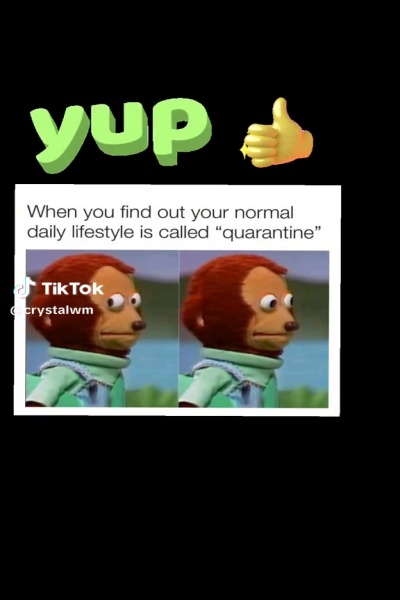 yup
When you find out your normal
daily lifestyle is called “quarantine”
TikTok
@crystalwm